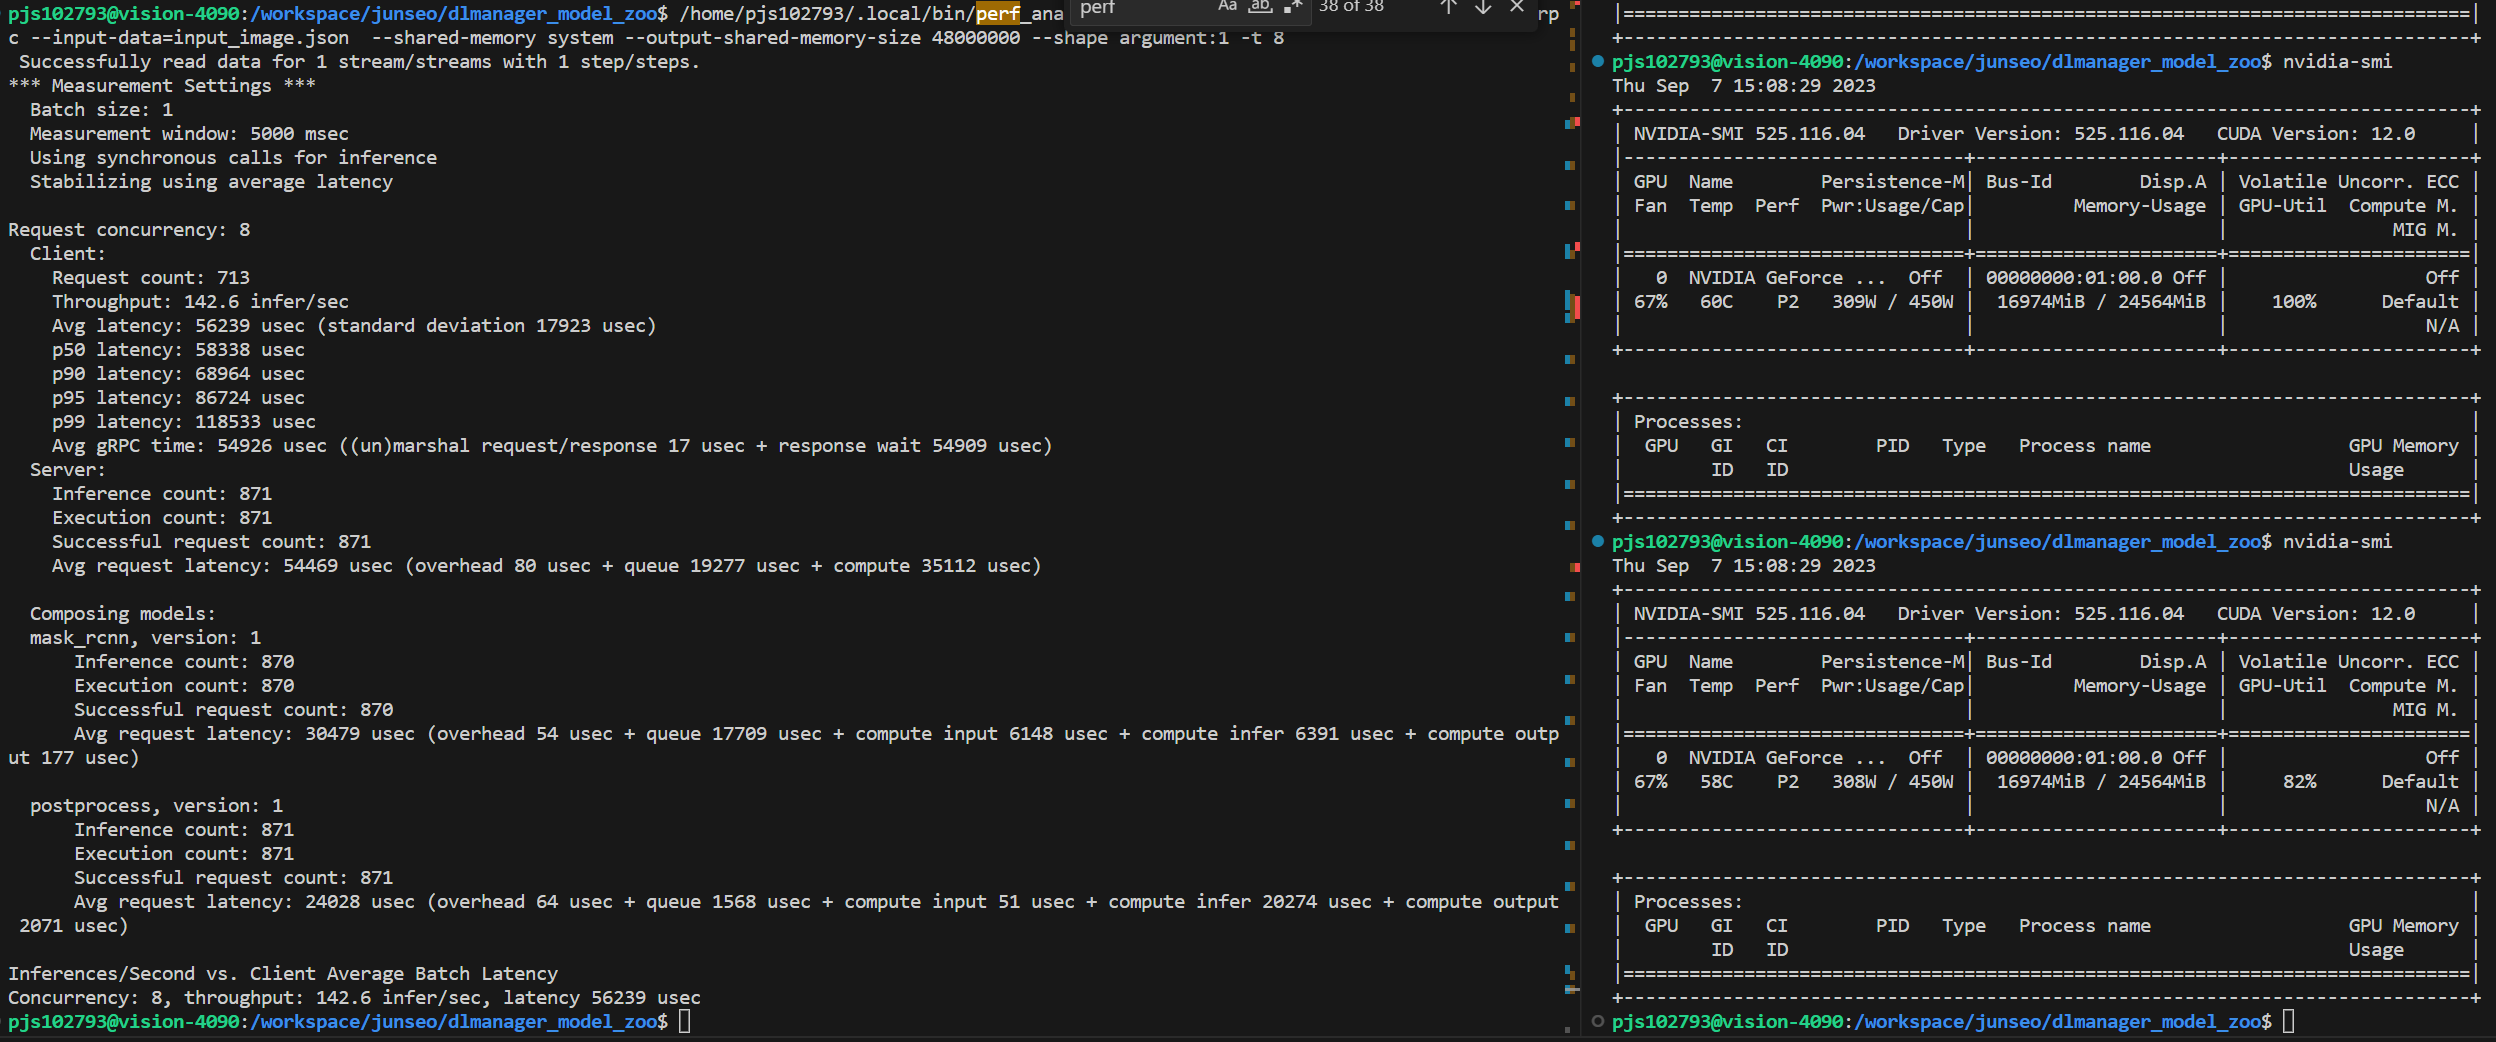 pjs102793@vision-4090:/workspace/junseo/dlmanager_model_zoo$ /home/pjs102793/.local/bin/perf_ana
perf
Aa ab, .* 38 of 38 ↑ ↓ ×
rp
c --input-data=input_image.json  --shared-memory system --output-shared-memory-size 48000000 --shape argument:1 -t 8
 Successfully read data for 1 stream/streams with 1 step/steps.
*** Measurement Settings ***
  Batch size: 1
  Measurement window: 5000 msec
  Using synchronous calls for inference
  Stabilizing using average latency

Request concurrency: 8
  Client:
    Request count: 713
    Throughput: 142.6 infer/sec
    Avg latency: 56239 usec (standard deviation 17923 usec)
    p50 latency: 58338 usec
    p90 latency: 68964 usec
    p95 latency: 86724 usec
    p99 latency: 118533 usec
    Avg gRPC time: 54926 usec ((un)marshal request/response 17 usec + response wait 54909 usec)
  Server:
    Inference count: 871
    Execution count: 871
    Successful request count: 871
    Avg request latency: 54469 usec (overhead 80 usec + queue 19277 usec + compute 35112 usec)

  Composing models:
  mask_rcnn, version: 1
      Inference count: 870
      Execution count: 870
      Successful request count: 870
      Avg request latency: 30479 usec (overhead 54 usec + queue 17709 usec + compute input 6148 usec + compute infer 6391 usec + compute outp
ut 177 usec)

  postprocess, version: 1
      Inference count: 871
      Execution count: 871
      Successful request count: 871
      Avg request latency: 24028 usec (overhead 64 usec + queue 1568 usec + compute input 51 usec + compute infer 20274 usec + compute output
 2071 usec)

Inferences/Second vs. Client Average Batch Latency
Concurrency: 8, throughput: 142.6 infer/sec, latency 56239 usec
pjs102793@vision-4090:/workspace/junseo/dlmanager_model_zoo$
|=============================================================================|
+-----------------------------------------------------------------------------+
pjs102793@vision-4090:/workspace/junseo/dlmanager_model_zoo$ nvidia-smi
Thu Sep  7 15:08:29 2023
+-----------------------------------------------------------------------------+
| NVIDIA-SMI 525.116.04   Driver Version: 525.116.04   CUDA Version: 12.0     |
|-------------------------------+----------------------+----------------------+
| GPU  Name        Persistence-M| Bus-Id        Disp.A | Volatile Uncorr. ECC |
| Fan  Temp  Perf  Pwr:Usage/Cap|         Memory-Usage | GPU-Util  Compute M. |
|                               |                      |               MIG M. |
|===============================+======================+======================|
|   0  NVIDIA GeForce ...  Off  | 00000000:01:00.0 Off |                  Off |
| 67%   60C    P2   309W / 450W |  16974MiB / 24564MiB |    100%      Default |
|                               |                      |                  N/A |
+-------------------------------+----------------------+----------------------+

+-----------------------------------------------------------------------------+
| Processes:                                                                  |
|  GPU   GI   CI        PID   Type   Process name                  GPU Memory |
|        ID   ID                                                   Usage      |
|=============================================================================|
+-----------------------------------------------------------------------------+
pjs102793@vision-4090:/workspace/junseo/dlmanager_model_zoo$ nvidia-smi
Thu Sep  7 15:08:29 2023
+-----------------------------------------------------------------------------+
| NVIDIA-SMI 525.116.04   Driver Version: 525.116.04   CUDA Version: 12.0     |
|-------------------------------+----------------------+----------------------+
| GPU  Name        Persistence-M| Bus-Id        Disp.A | Volatile Uncorr. ECC |
| Fan  Temp  Perf  Pwr:Usage/Cap|         Memory-Usage | GPU-Util  Compute M. |
|                               |                      |               MIG M. |
|===============================+======================+======================|
|   0  NVIDIA GeForce ...  Off  | 00000000:01:00.0 Off |                  Off |
| 67%   58C    P2   308W / 450W |  16974MiB / 24564MiB |     82%      Default |
|                               |                      |                  N/A |
+-------------------------------+----------------------+----------------------+

+-----------------------------------------------------------------------------+
| Processes:                                                                  |
|  GPU   GI   CI        PID   Type   Process name                  GPU Memory |
|        ID   ID                                                   Usage      |
|=============================================================================|
+-----------------------------------------------------------------------------+
pjs102793@vision-4090:/workspace/junseo/dlmanager_model_zoo$